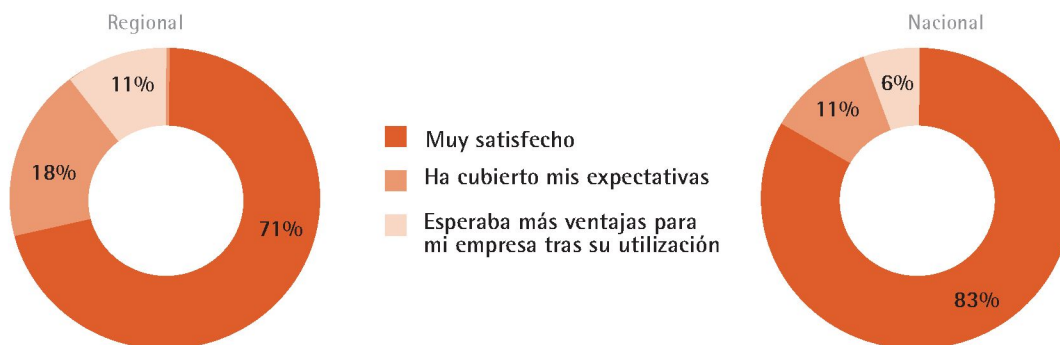 Regional
11%
18%
71%
Muy satisfecho
Ha cubierto mis expectativas
Esperaba más ventajas para
mi empresa tras su utilización
Nacional
6%
11%
83%